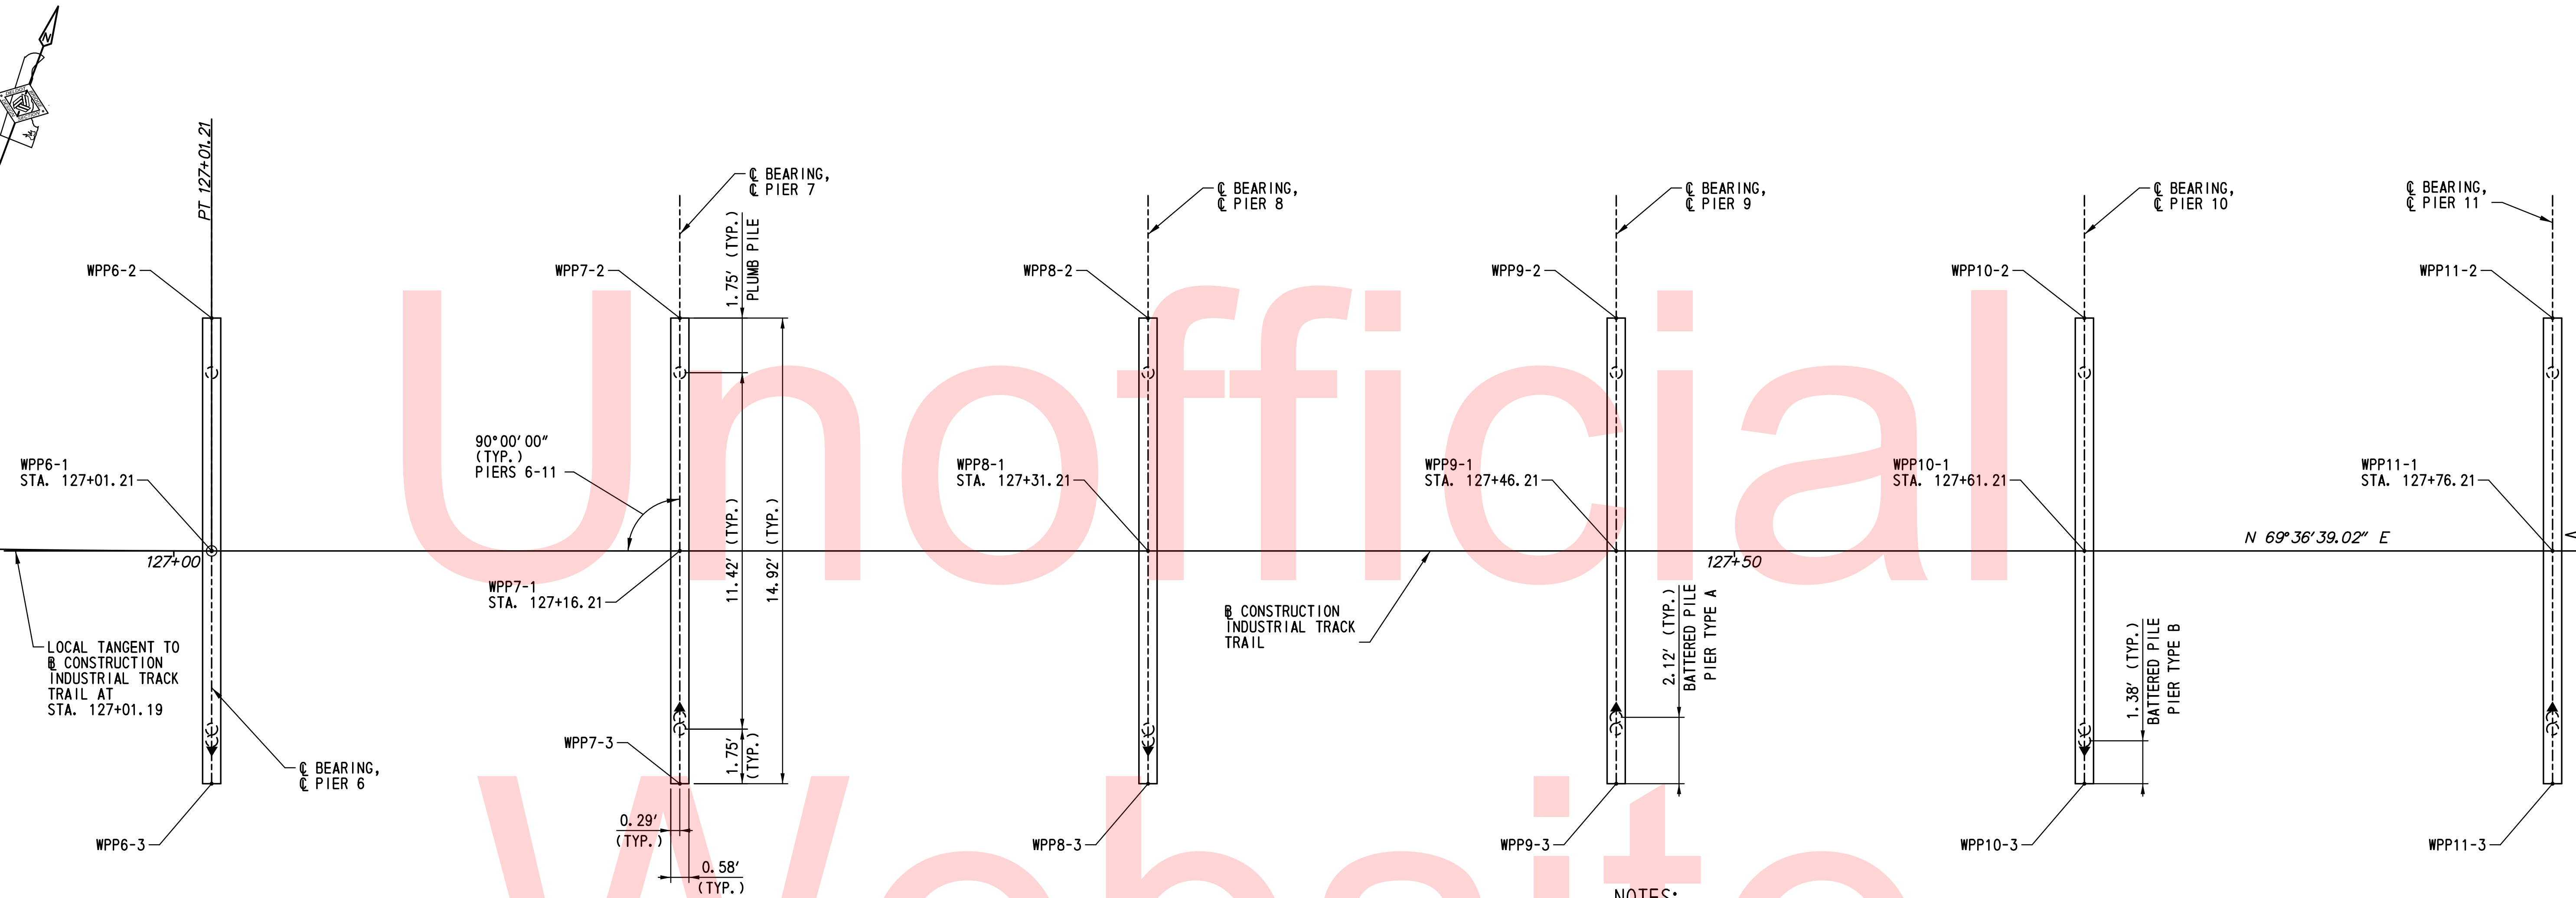 N
PT 127+01.21
℄ BEARING,
℄ PIER 7
℄ BEARING,
℄ PIER 8
℄ BEARING,
℄ PIER 9
℄ BEARING,
℄ PIER 10
℄ BEARING,
℄ PIER 11
1.75' (TYP.)
PLUMB PILE
WPP6-2
WPP7-2
WPP8-2
WPP9-2
WPP10-2
WPP11-2
Unofficial
90°00'00"
(TYP.)
PIERS 6-11
WPP6-1
STA. 127+01.21
WPP8-1
STA. 127+31.21
WPP9-1
STA. 127+46.21
WPP10-1
STA. 127+61.21
WPP11-1
STA. 127+76.21
11.42' (TYP.)
14.92' (TYP.)
N 69°36'39.02" E
127+00
127+50
WPP7-1
STA. 127+16.21
B CONSTRUCTION
INDUSTRIAL TRACK
TRAIL
2.12' (TYP.)
BATTERED PILE
PIER TYPE A
1.38' (TYP.)
BATTERED PILE
PIER TYPE B
LOCAL TANGENT TO
B CONSTRUCTION
INDUSTRIAL TRACK
TRAIL AT
STA. 127+01.19
℄ BEARING,
℄ PIER 6
WPP7-3
1.75'
(TYP.)
0.29'
(TYP.)
0.58'
(TYP.)
WPP6-3
WPP8-3
WPP9-3
WPP10-3
WPP11-3
Website
NOTES: